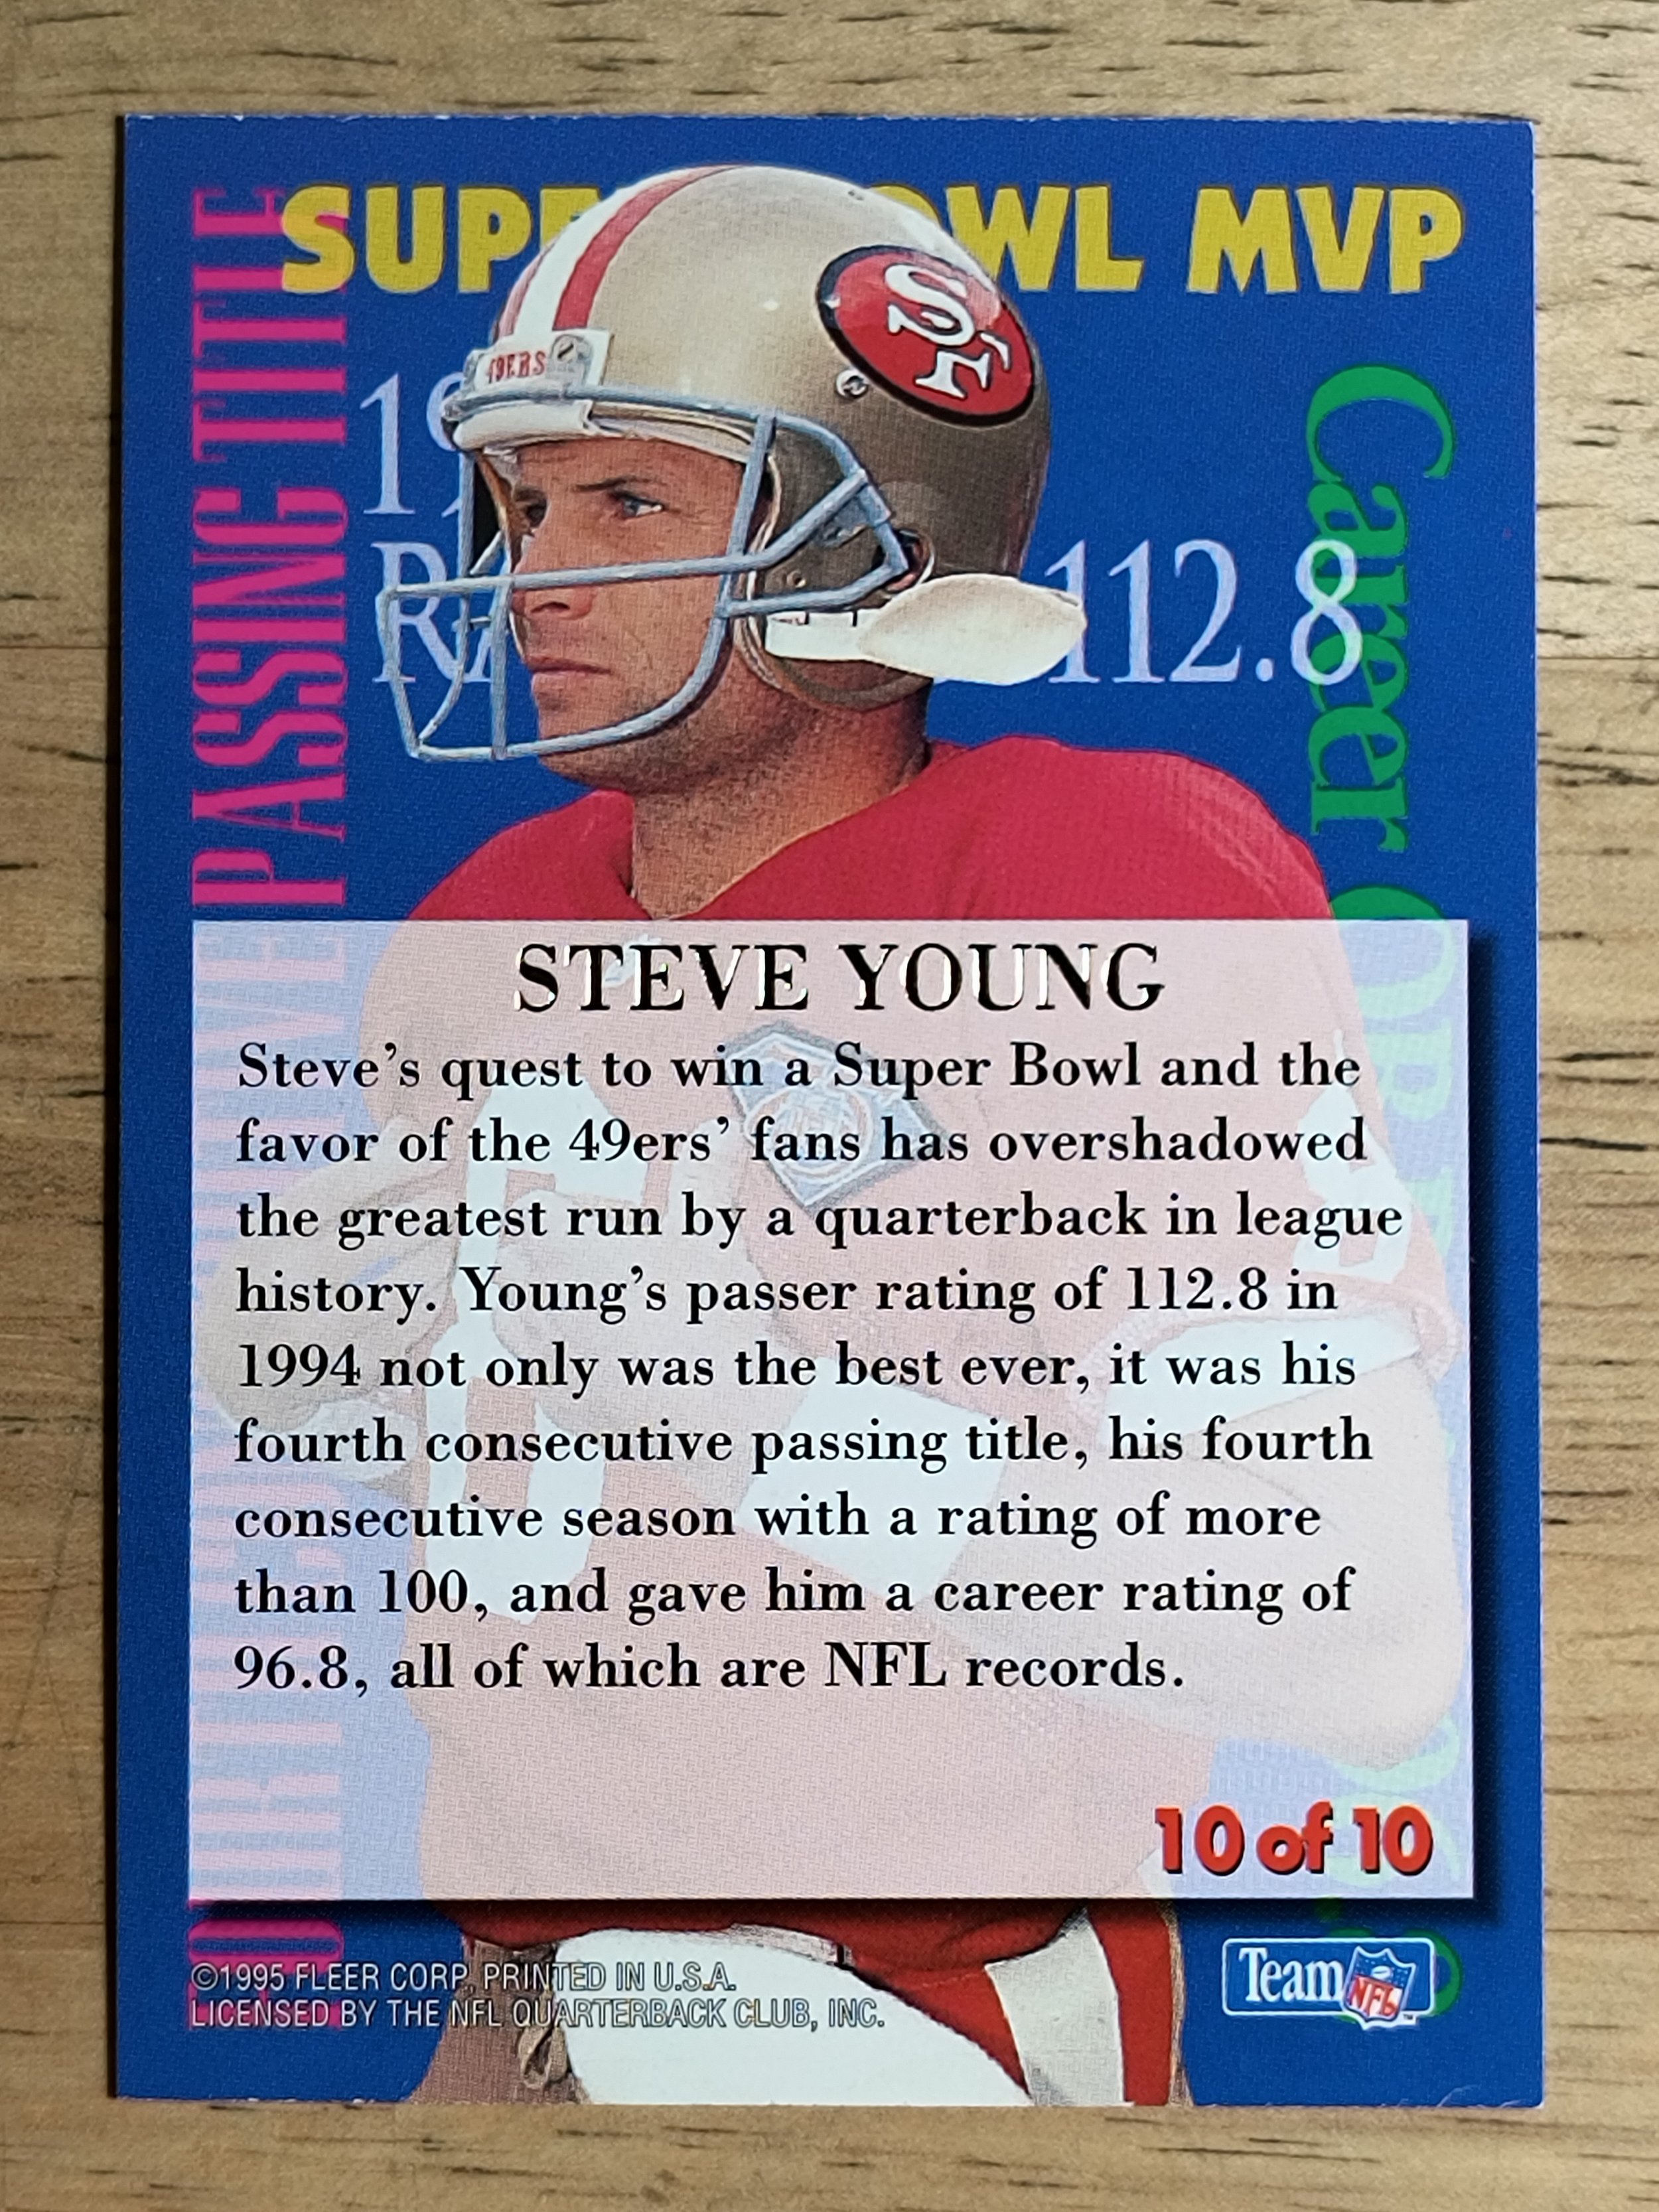 SUPE OWL MVP
PASSING TITLE
49ERS
SF
19
RA 112.8
Career
STEVE YOUNG
Steve's quest to win a Super Bowl and the
favor of the 49ers' fans has overshadowed
the greatest run by a quarterback in league
history. Young's passer rating of 112.8 in
1994 not only was the best ever, it was his
fourth consecutive passing title, his fourth
consecutive season with a rating of more
than 100, and gave him a career rating of
96.8, all of which are NFL records.
10 of 10
©1995 FLEER CORP. PRINTED IN U.S.A.
LICENSED BY THE NFL QUARTERBACK CLUB, INC.
Team NFL